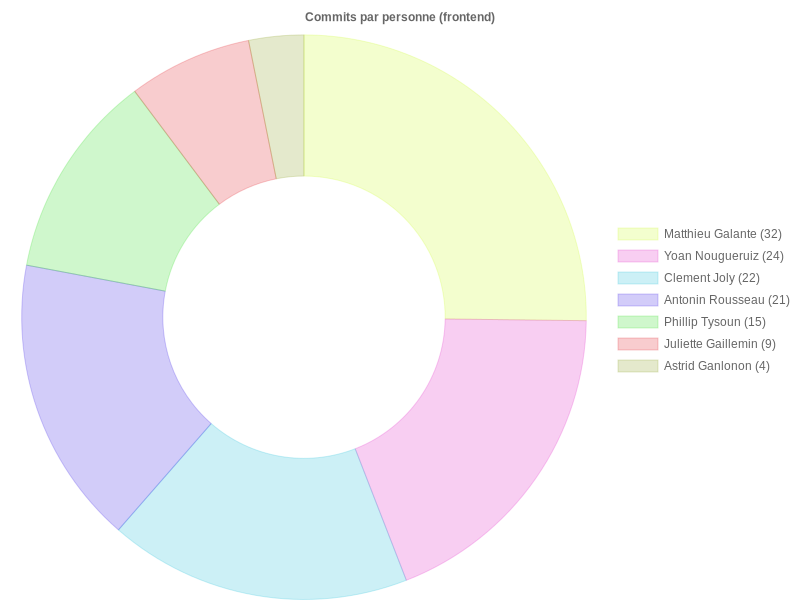 Commits par personne (frontend)
Matthieu Galante (32)
Yoan Nougueruiz (24)
Clement Joly (22)
Antonin Rousseau (21)
Phillip Tysoun (15)
Juliette Gaillemin (9)
Astrid Ganlonon (4)